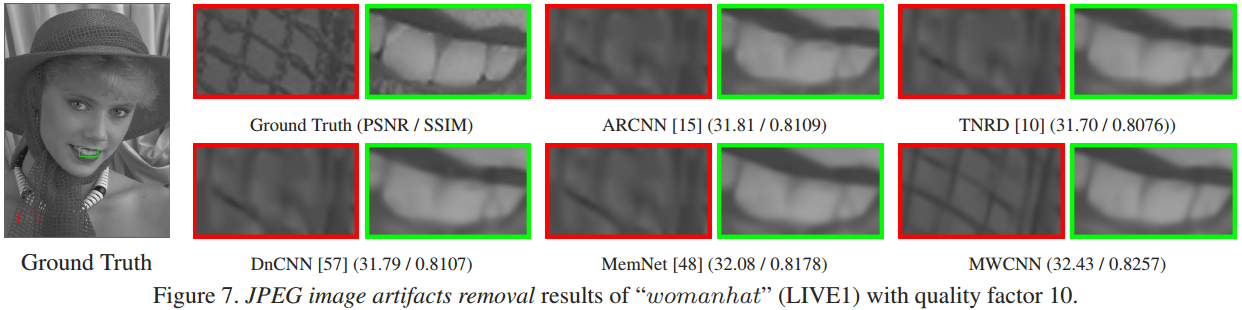 Ground Truth (PSNR / SSIM)
ARCNN [15] (31.81 / 0.8109)
TNRD [10] (31.70 / 0.8076))
Ground Truth
DnCNN [57] (31.79 / 0.8107)
MemNet [48] (32.08 / 0.8178)
MWCNN (32.43 / 0.8257)
Figure 7. JPEG image artifacts removal results of “womanhat” (LIVE1) with quality factor 10.